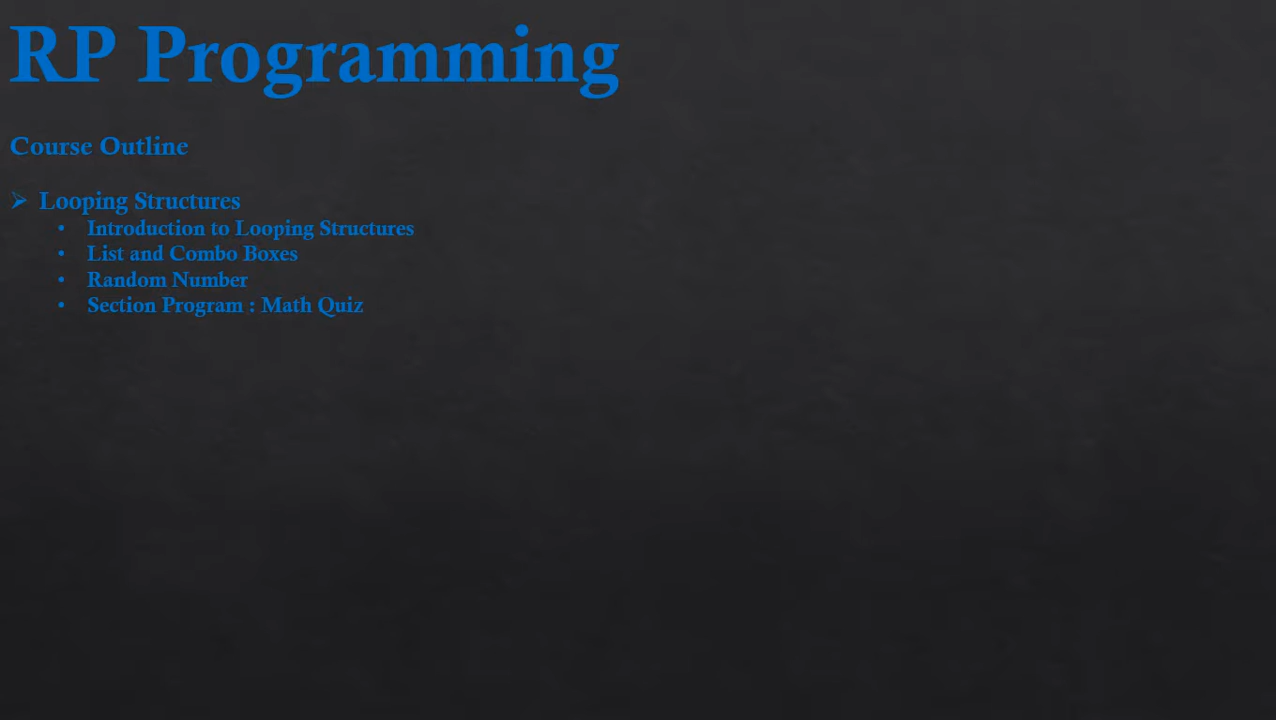 RP Programming
Course Outline
➢ Looping Structures
• Introduction to Looping Structures
• List and Combo Boxes
• Random Number
• Section Program : Math Quiz